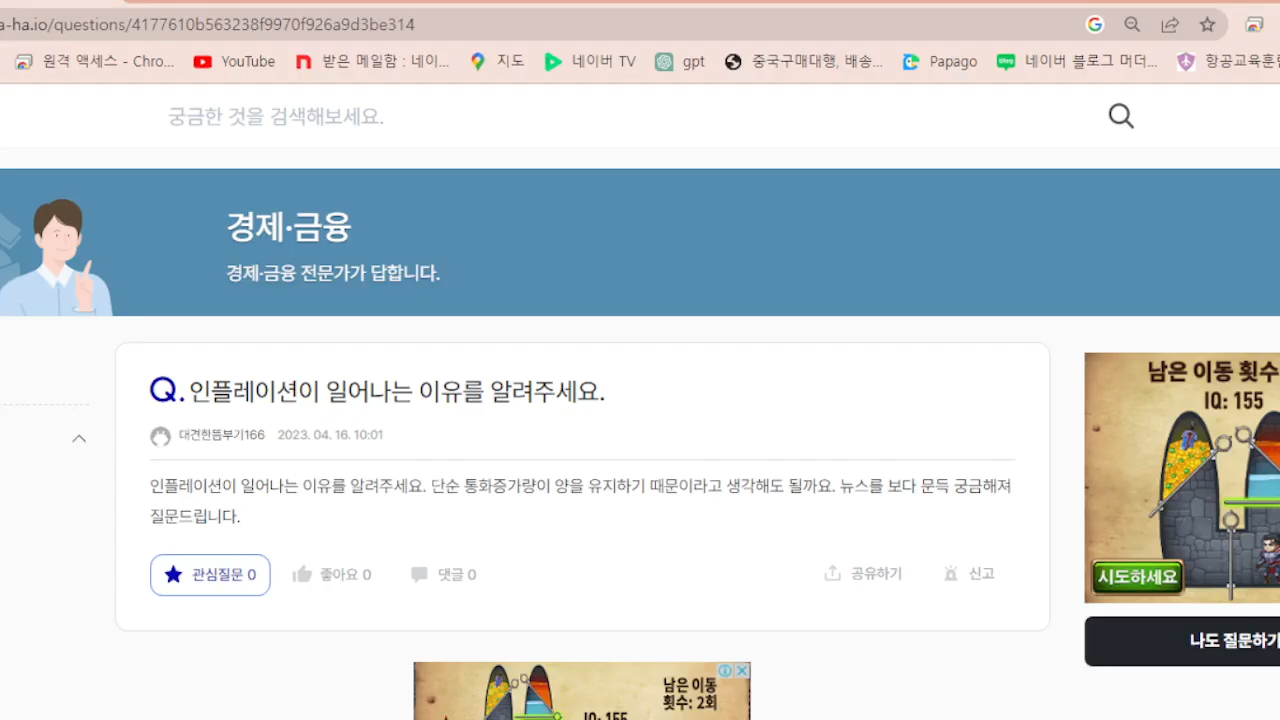 a-ha.io/questions/4177610b563238f9970f926a9d3be314
원격 액세스 - Chro... YouTube 받은 메일함 : 네이... 지도 네이버 TV gpt 중국구매대행, 배송... Papago 네이버 블로그 머더... 항공교육훈련
궁금한 것을 검색해보세요.
경제·금융
경제·금융 전문가가 답합니다.
Q. 인플레이션이 일어나는 이유를 알려주세요.
대견한뜸부기166 2023. 04. 16. 10:01
인플레이션이 일어나는 이유를 알려주세요. 단순 통화증가량이 양을 유지하기 때문이라고 생각해도 될까요. 뉴스를 보다 문득 궁금해져
질문드립니다.
관심질문 0 좋아요 0 댓글 0 공유하기 신고
남은 이동 횟수
IQ: 155
시도하세요
나도 질문하기
남은 이동
횟수: 2회
IQ: 155